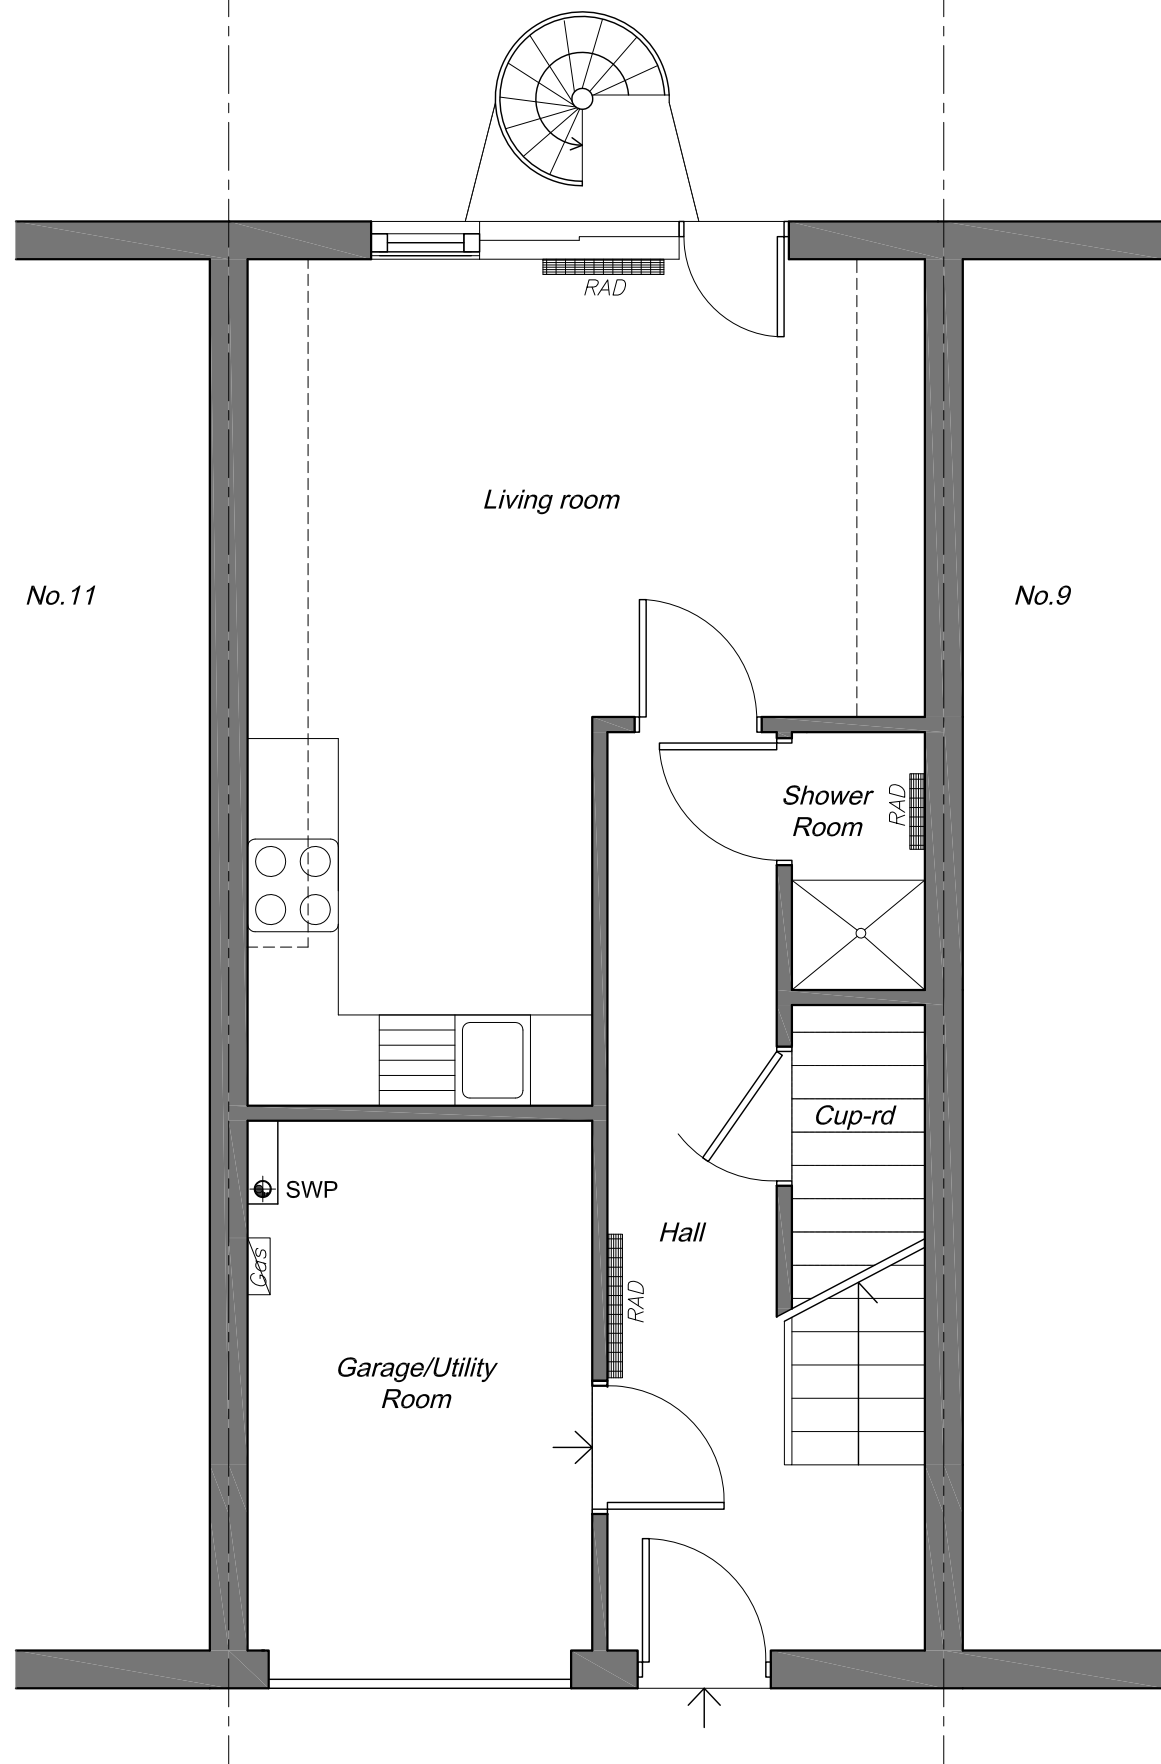 RAD
Living room
No.11
No.9
Shower
Room
RAD
Cup-rd
SWP
Hall
Gas
RAD
Garage/Utility
Room